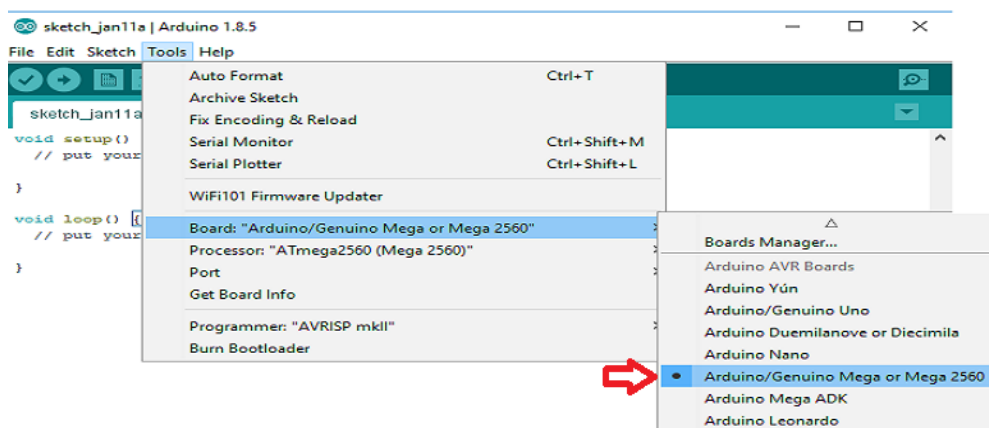 sketch_jan11a | Arduino 1.8.5
File Edit Sketch Tools Help
sketch_jan11a
void setup()
// put your
}
void loop() {
// put your
}
Auto Format Ctrl+T
Archive Sketch
Fix Encoding & Reload
Serial Monitor Ctrl+Shift+M
Serial Plotter Ctrl+Shift+L
WiFi101 Firmware Updater
Board: "Arduino/Genuino Mega or Mega 2560"
Processor: "ATmega2560 (Mega 2560)"
Port
Get Board Info
Programmer: "AVRISP mkII"
Burn Bootloader
Boards Manager...
Arduino AVR Boards
Arduino Yún
Arduino/Genuino Uno
Arduino Duemilanove or Diecimila
Arduino Nano
Arduino/Genuino Mega or Mega 2560
Arduino Mega ADK
Arduino Leonardo